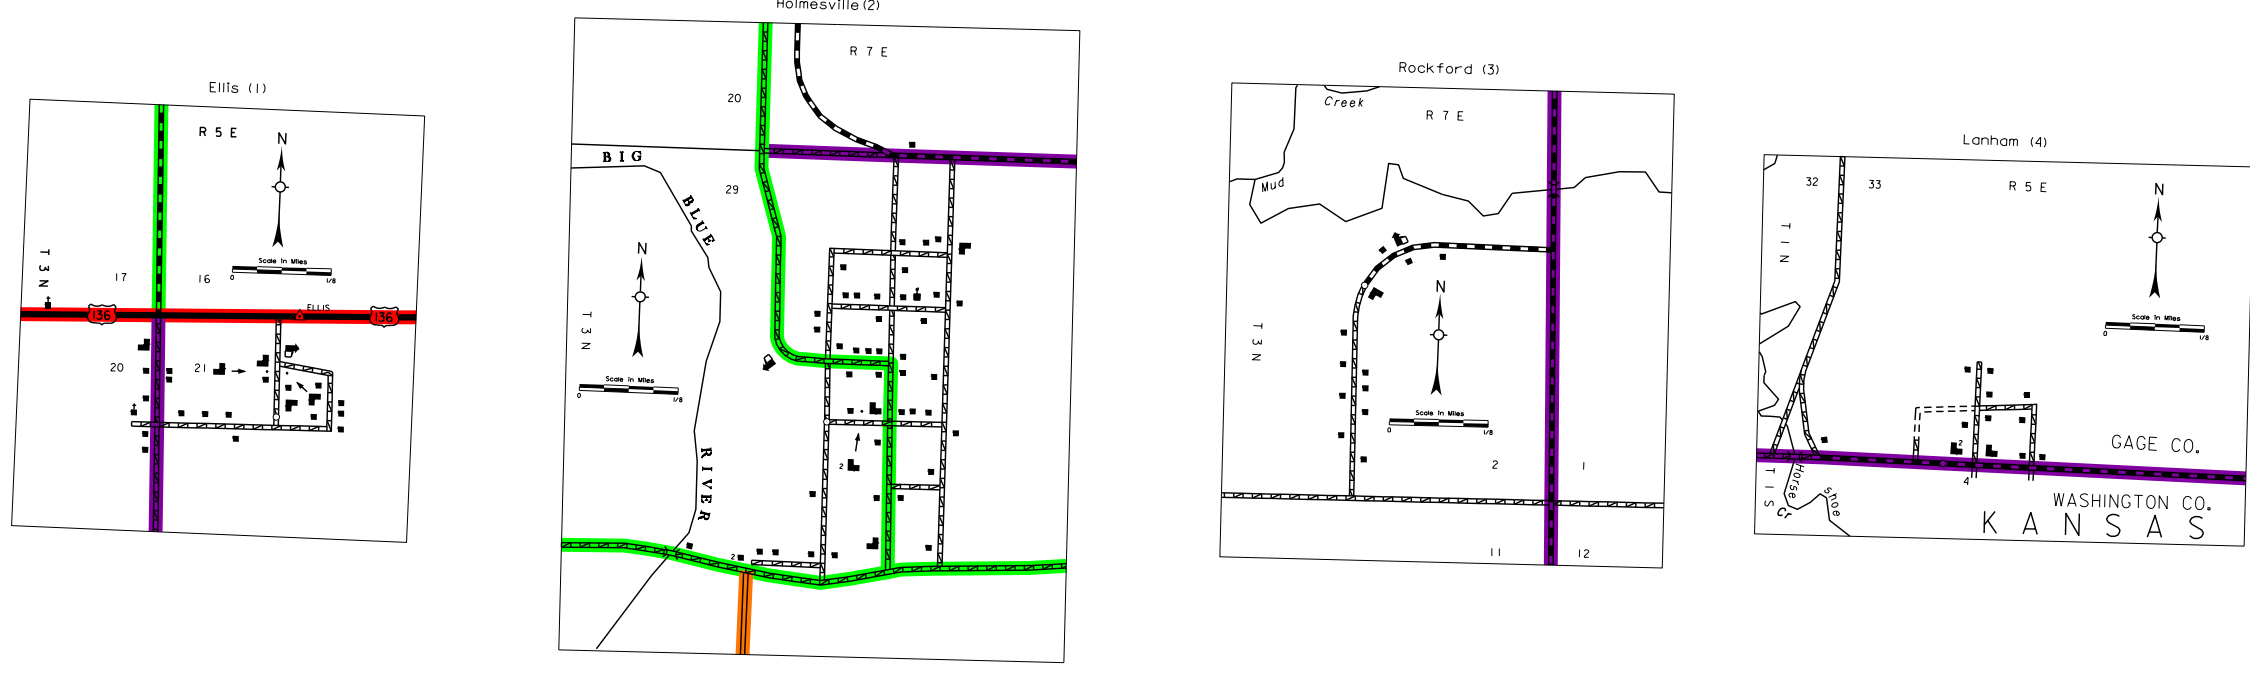 Ellis (1)
R 5 E
N
T 3 N
17
16
Scale in Miles
0
1/8
136
ELLIS
136
20
21
Holmesville (2)
R 7 E
20
BIG
29
BLUE
N
T 3 N
Scale in Miles
0
1/8
2
RIVER
2
Rockford (3)
Creek
R 7 E
Mud
N
T 3 N
Scale in Miles
0
1/8
2
1
11
12
Lanham (4)
32
33
R 5 E
N
T 1 N
Scale in Miles
0
1/8
2
GAGE CO.
T 1 S
Horse
shoe
Cr
4
WASHINGTON CO.
KANSAS